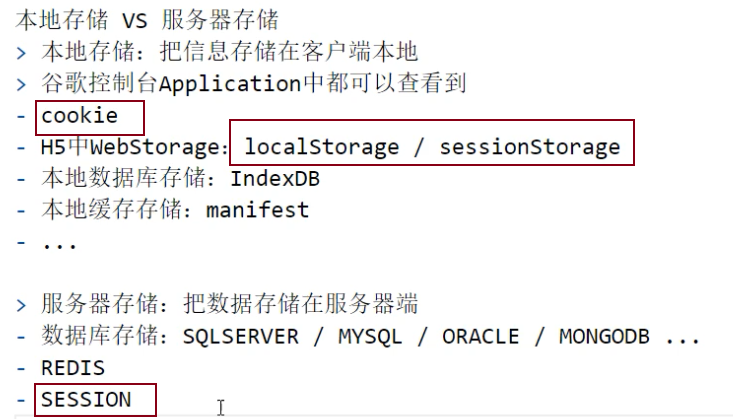 本地存储 VS 服务器存储
> 本地存储：把信息存储在客户端本地
> 谷歌控制台Application中都可以查看到
- cookie
- H5中WebStorage：localStorage / sessionStorage
- 本地数据库存储：IndexDB
- 本地缓存存储：manifest
- ...
> 服务器存储：把数据存储在服务器端
- 数据库存储：SQLSERVER / MYSQL / ORACLE / MONGODB ...
- REDIS
- SESSION